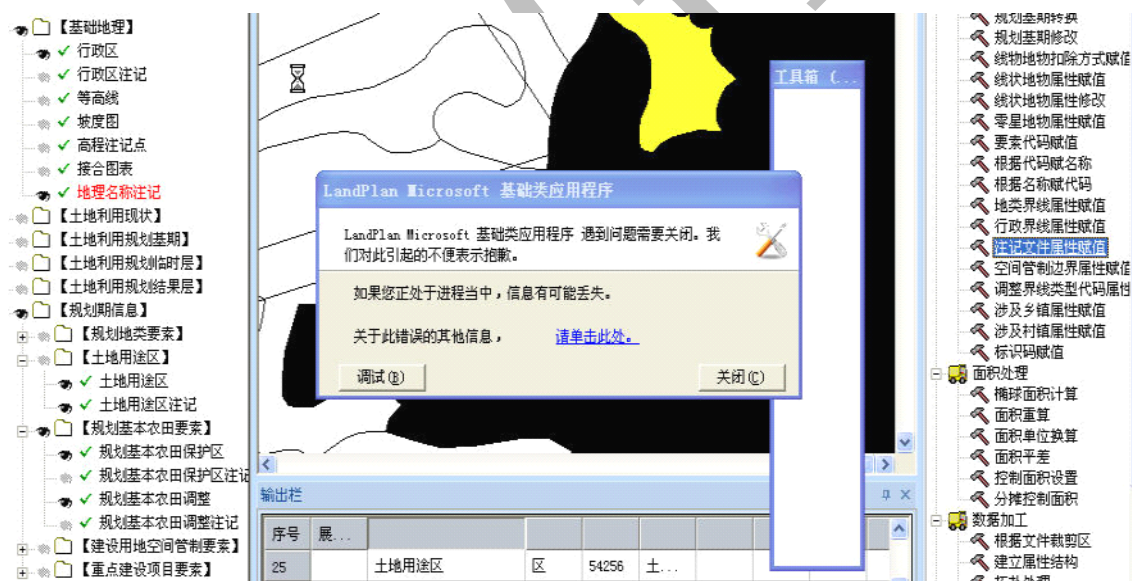 【基础地理】
行政区
行政区注记
等高线
坡度图
高程注记点
接合图表
地理名称注记
【土地利用现状】
【土地利用规划基期】
【土地利用规划临时层】
【土地利用规划结果层】
【规划期信息】
【规划地类要素】
【土地用途区】
土地用途区
土地用途区注记
【规划基本农田要素】
规划基本农田保护区
规划基本农田保护区注记
规划基本农田调整
规划基本农田调整注记
【建设用地空间管制要素】
【重点建设项目要素】
工具箱 (...
LandPlan Microsoft 基础类应用程序
LandPlan Microsoft 基础类应用程序 遇到问题需要关闭。我
们对此引起的不便表示抱歉。
如果您正处于进程当中，信息有可能丢失。
关于此错误的其他信息， 请单击此处。
调试(B) 关闭(C)
输出栏
序号 展...
25 土地用途区 区 54256 土...
规划基期转换
规划基期修改
线物地物扣除方式赋值
线状地物属性赋值
线状地物属性修改
零星地物属性赋值
要素代码赋值
根据代码赋名称
根据名称赋代码
地类界线属性赋值
行政界线属性赋值
注记文件属性赋值
空间管制边界属性赋值
调整界线类型代码属性
涉及乡镇属性赋值
涉及村镇属性赋值
标识码赋值
面积处理
椭球面积计算
面积重算
面积单位换算
面积平差
控制面积设置
分摊控制面积
数据加工
根据文件裁剪区
建立属性结构